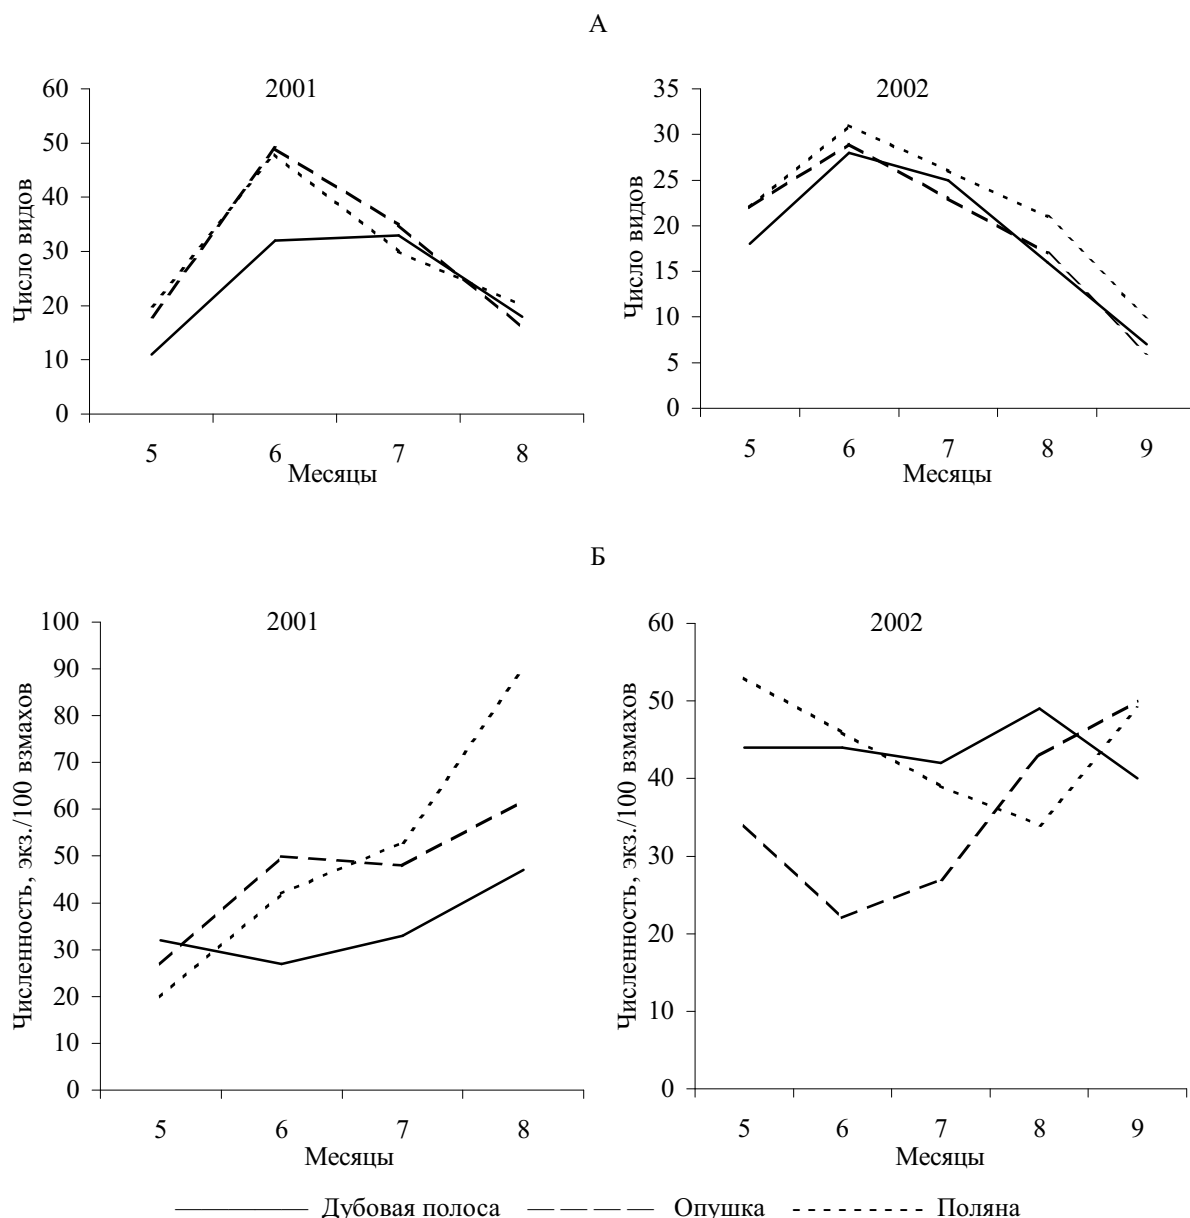 А
2001
60
50
40
30
20
10
0
Число видов
5 6 7 8
Месяцы
2002
35
30
25
20
15
10
5
0
Число видов
5 6 7 8 9
Месяцы
Б
2001
100
90
80
70
60
50
40
30
20
10
0
Численность, экз./100 взмахов
5 6 7 8
Месяцы
2002
60
50
40
30
20
10
0
Численность, экз./100 взмахов
5 6 7 8 9
Месяцы
Дубовая полоса Опушка Поляна